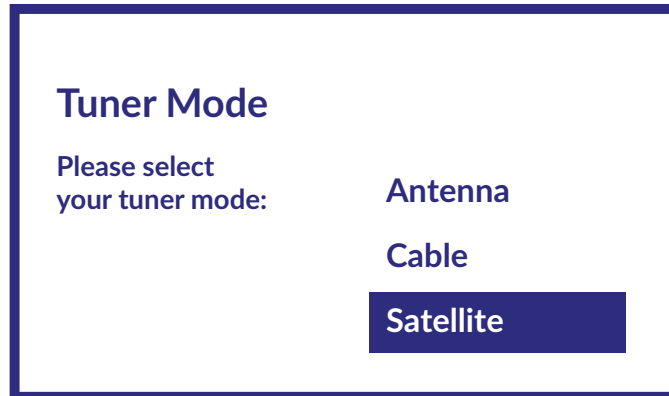 Tuner Mode
Please select
your tuner mode:
Antenna
Cable
Satellite